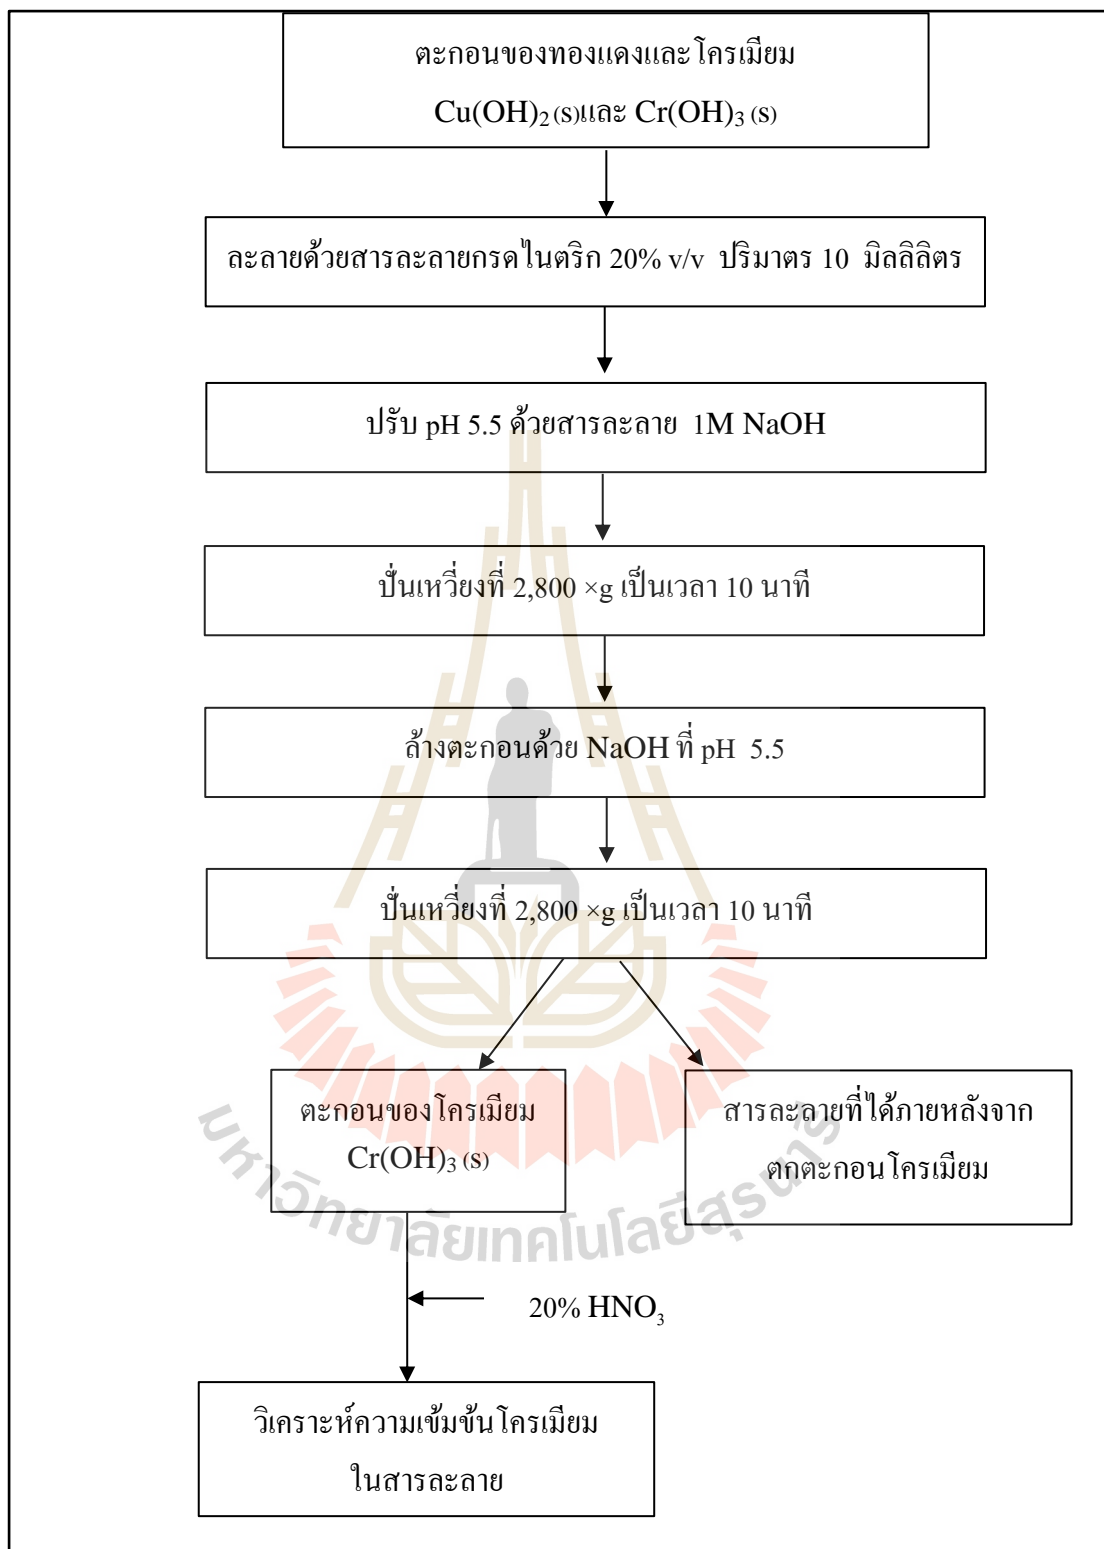 ตะกอนของทองแดงและโครเมียม
Cu(OH)₂ (s)และ Cr(OH)₃ (s)
ละลายด้วยสารละลายกรดไนตริก 20% v/v ปริมาตร 10 มิลลิลิตร
ปรับ pH 5.5 ด้วยสารละลาย 1M NaOH
ปั่นเหวี่ยงที่ 2,800 ×g เป็นเวลา 10 นาที
ล้างตะกอนด้วย NaOH ที่ pH 5.5
ปั่นเหวี่ยงที่ 2,800 ×g เป็นเวลา 10 นาที
ตะกอนของโครเมียม
Cr(OH)₃ (s)
สารละลายที่ได้ภายหลังจาก
ตกตะกอนโครเมียม
มหาวิทยาลัยเทคโนโลยีสุรนารี
20% HNO₃
วิเคราะห์ความเข้มข้นโครเมียม
ในสารละลาย